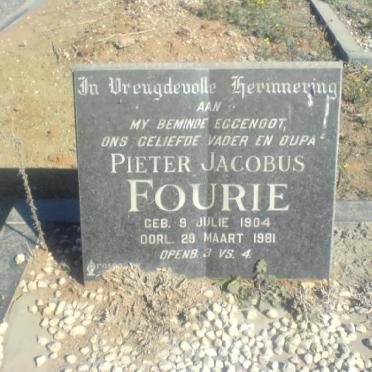 In Vreugdevolle Herinnering
AAN
MY BEMINDE EGGENOOT,
ONS GELIEFDE VADER EN OUPA
PIETER JACOBUS
FOURIE
GEB. 9 JULIE 1904
OORL. 29 MAART 1981
OPENB. 3 VS. 4.